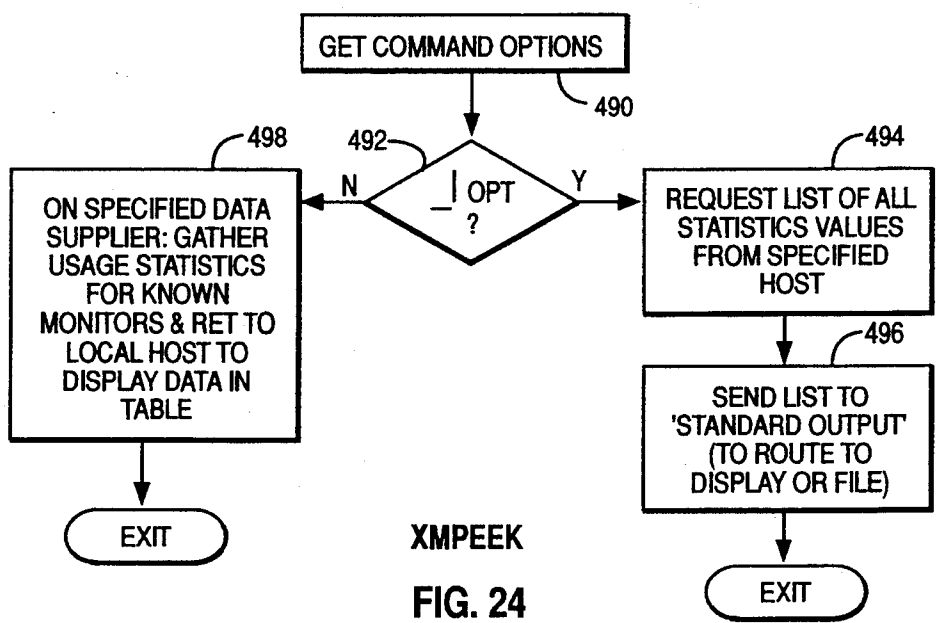 GET COMMAND OPTIONS
490
492
_l OPT
?
N
Y
498
ON SPECIFIED DATA
SUPPLIER: GATHER
USAGE STATISTICS
FOR KNOWN
MONITORS & RET TO
LOCAL HOST TO
DISPLAY DATA IN
TABLE
EXIT
494
REQUEST LIST OF ALL
STATISTICS VALUES
FROM SPECIFIED
HOST
496
SEND LIST TO
'STANDARD OUTPUT'
(TO ROUTE TO
DISPLAY OR FILE)
EXIT
XMPEEK
FIG. 24